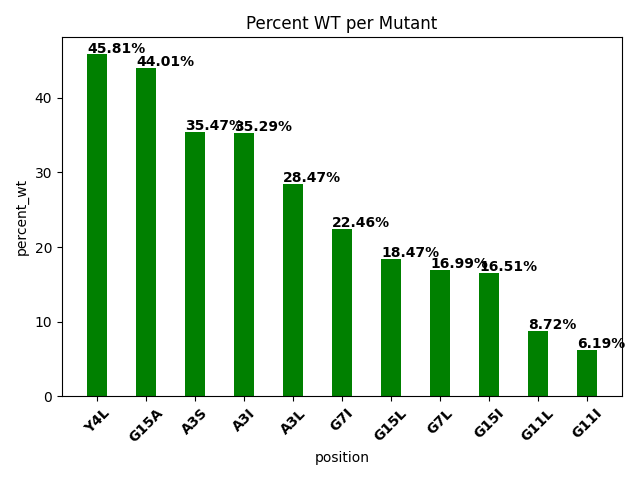 Percent WT per Mutant
percent_wt
40
30
20
10
0
45.81%
44.01%
35.47%
35.29%
28.47%
22.46%
18.47%
16.99%
16.51%
8.72%
6.19%
Y4L
G15A
A3S
A3I
A3L
G7I
G15L
G7L
G15I
G11L
G11I
position